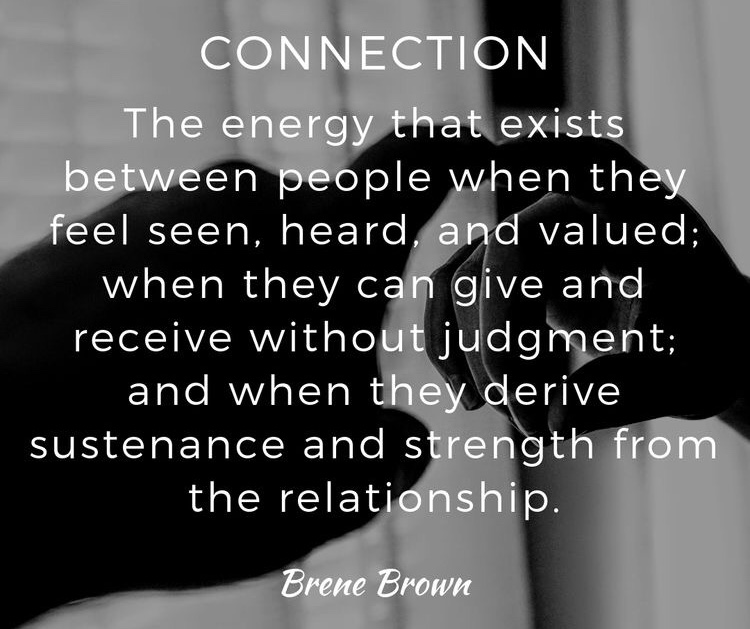 CONNECTION
The energy that exists
between people when they
feel seen, heard, and valued;
when they can give and
receive without judgment;
and when they derive
sustenance and strength from
the relationship.
Brene Brown